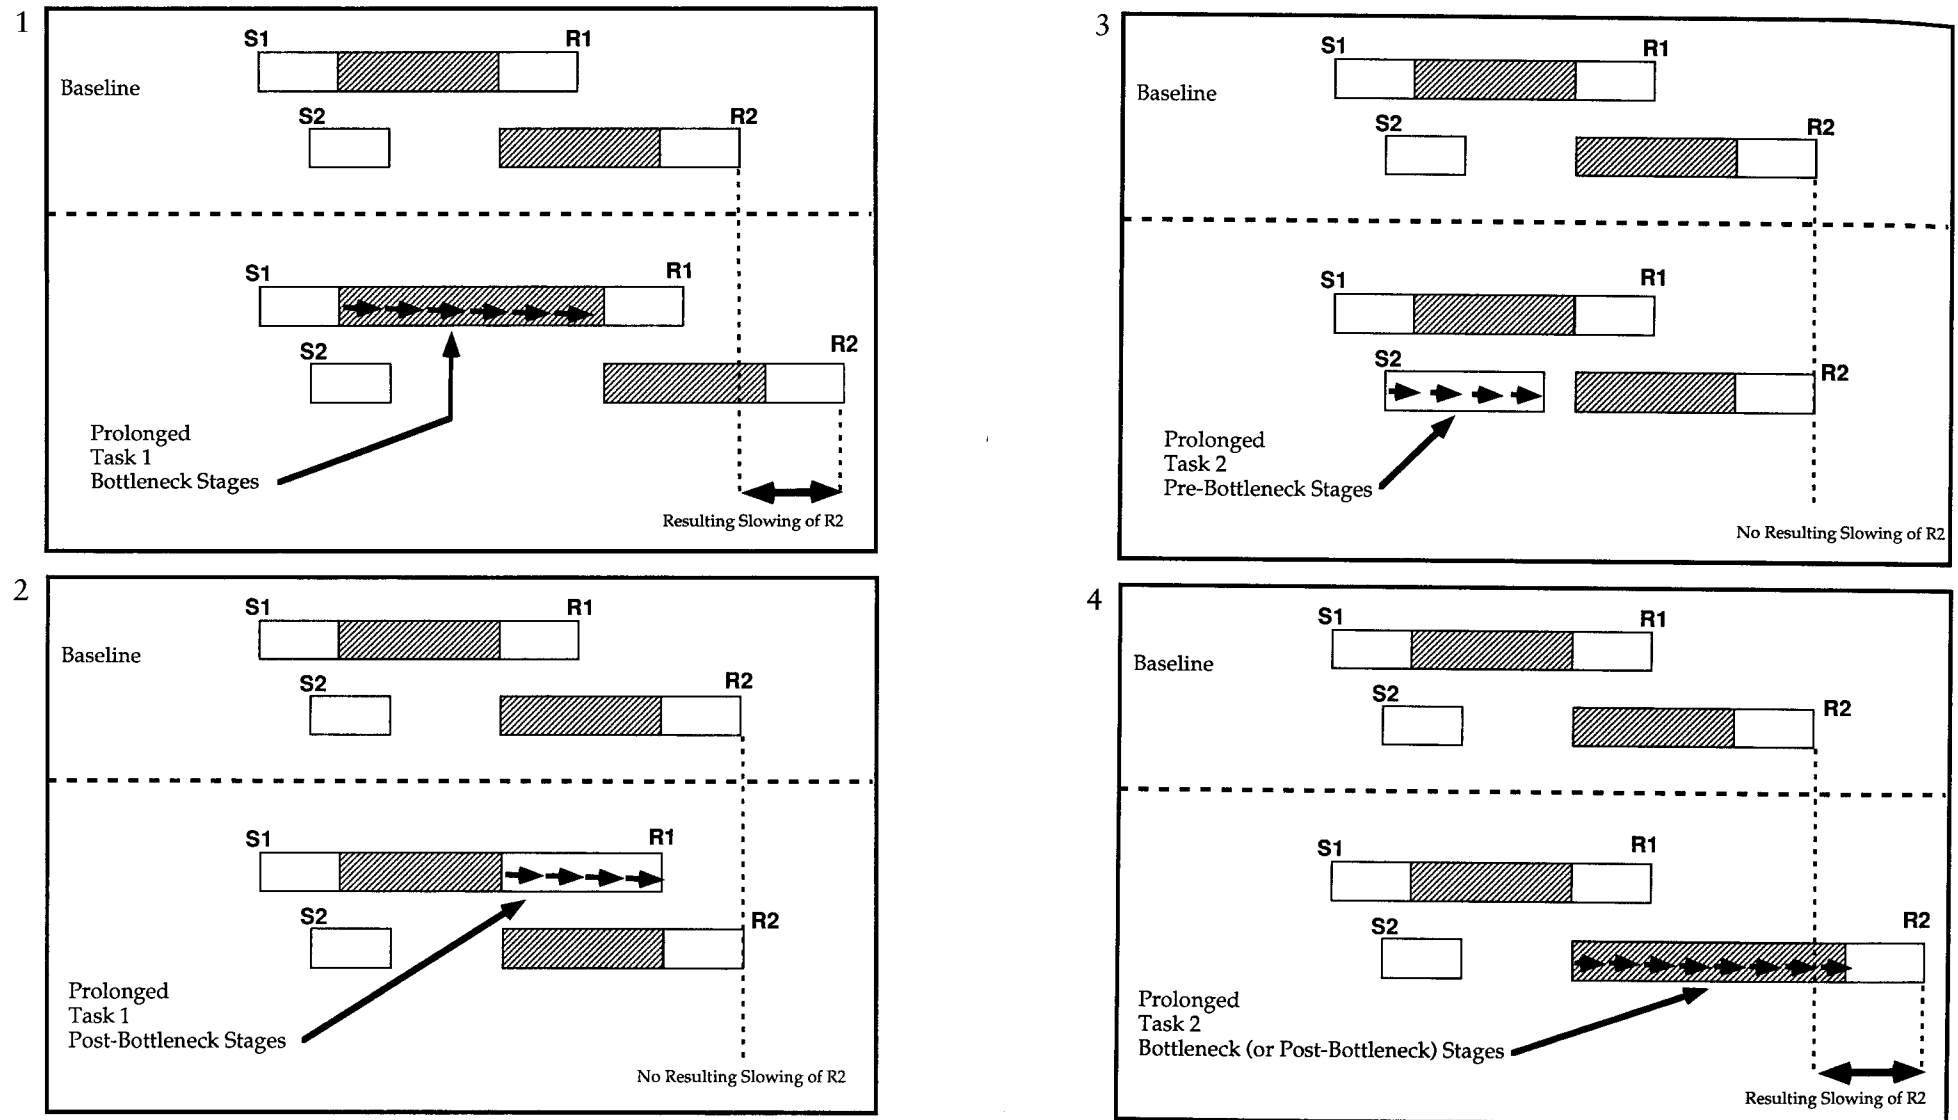 1
S1 R1
Baseline
S2 R2
S1 R1
S2 R2
Prolonged
Task 1
Bottleneck Stages
Resulting Slowing of R2
2
S1 R1
Baseline
S2 R2
S1 R1
S2 R2
Prolonged
Task 1
Post-Bottleneck Stages
No Resulting Slowing of R2
3
S1 R1
Baseline
S2 R2
S1 R1
S2 R2
Prolonged
Task 2
Pre-Bottleneck Stages
No Resulting Slowing of R2
4
S1 R1
Baseline
S2 R2
S1 R1
S2 R2
Prolonged
Task 2
Bottleneck (or Post-Bottleneck) Stages
Resulting Slowing of R2